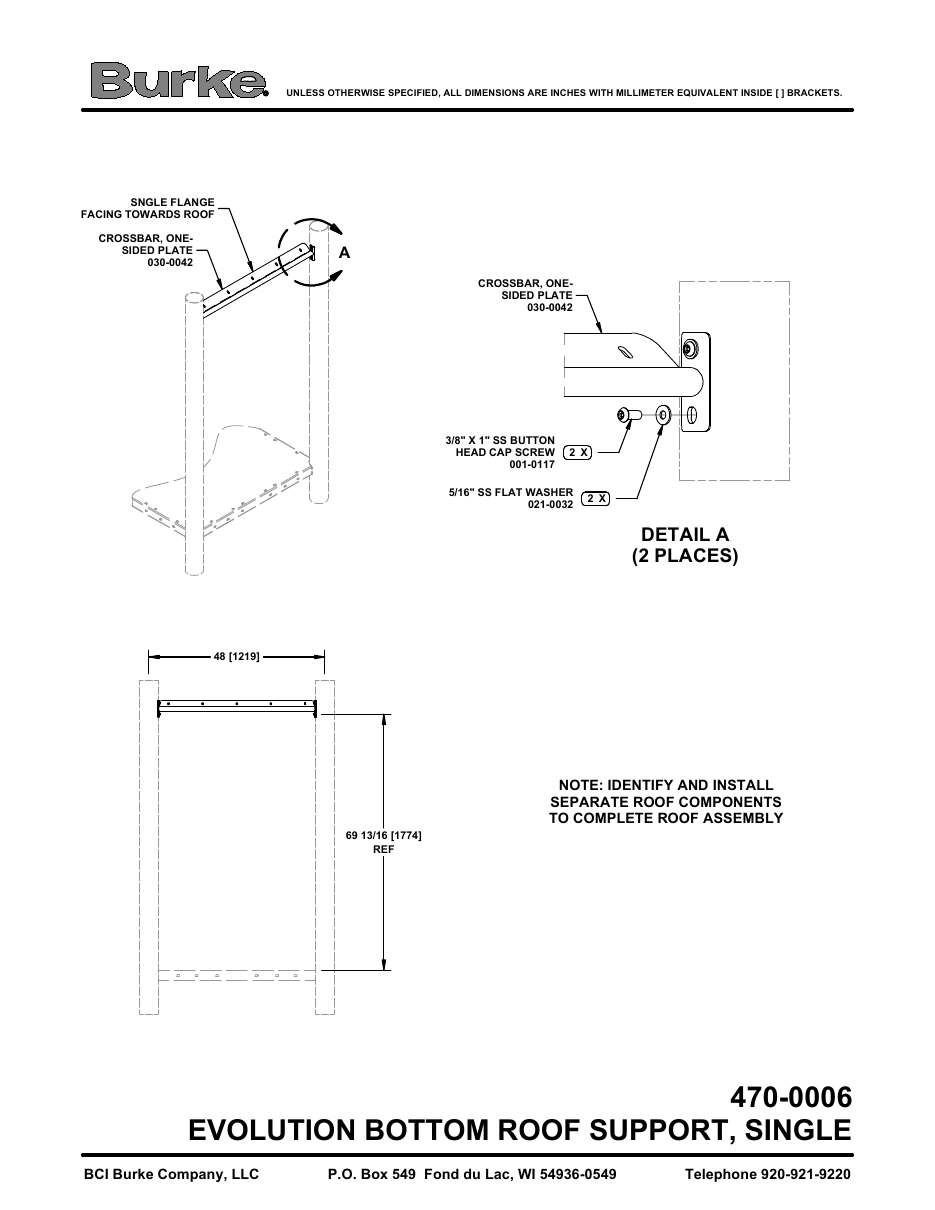 Burke
UNLESS OTHERWISE SPECIFIED, ALL DIMENSIONS ARE INCHES WITH MILLIMETER EQUIVALENT INSIDE [ ] BRACKETS.
SNGLE FLANGE
FACING TOWARDS ROOF
CROSSBAR, ONE-
SIDED PLATE
030-0042
A
CROSSBAR, ONE-
SIDED PLATE
030-0042
3/8" X 1" SS BUTTON
HEAD CAP SCREW
001-0117
2 X
5/16" SS FLAT WASHER
021-0032
2 X
DETAIL A
(2 PLACES)
48 [1219]
69 13/16 [1774]
REF
NOTE: IDENTIFY AND INSTALL
SEPARATE ROOF COMPONENTS
TO COMPLETE ROOF ASSEMBLY
470-0006
EVOLUTION BOTTOM ROOF SUPPORT, SINGLE
BCI Burke Company, LLC P.O. Box 549 Fond du Lac, WI 54936-0549 Telephone 920-921-9220